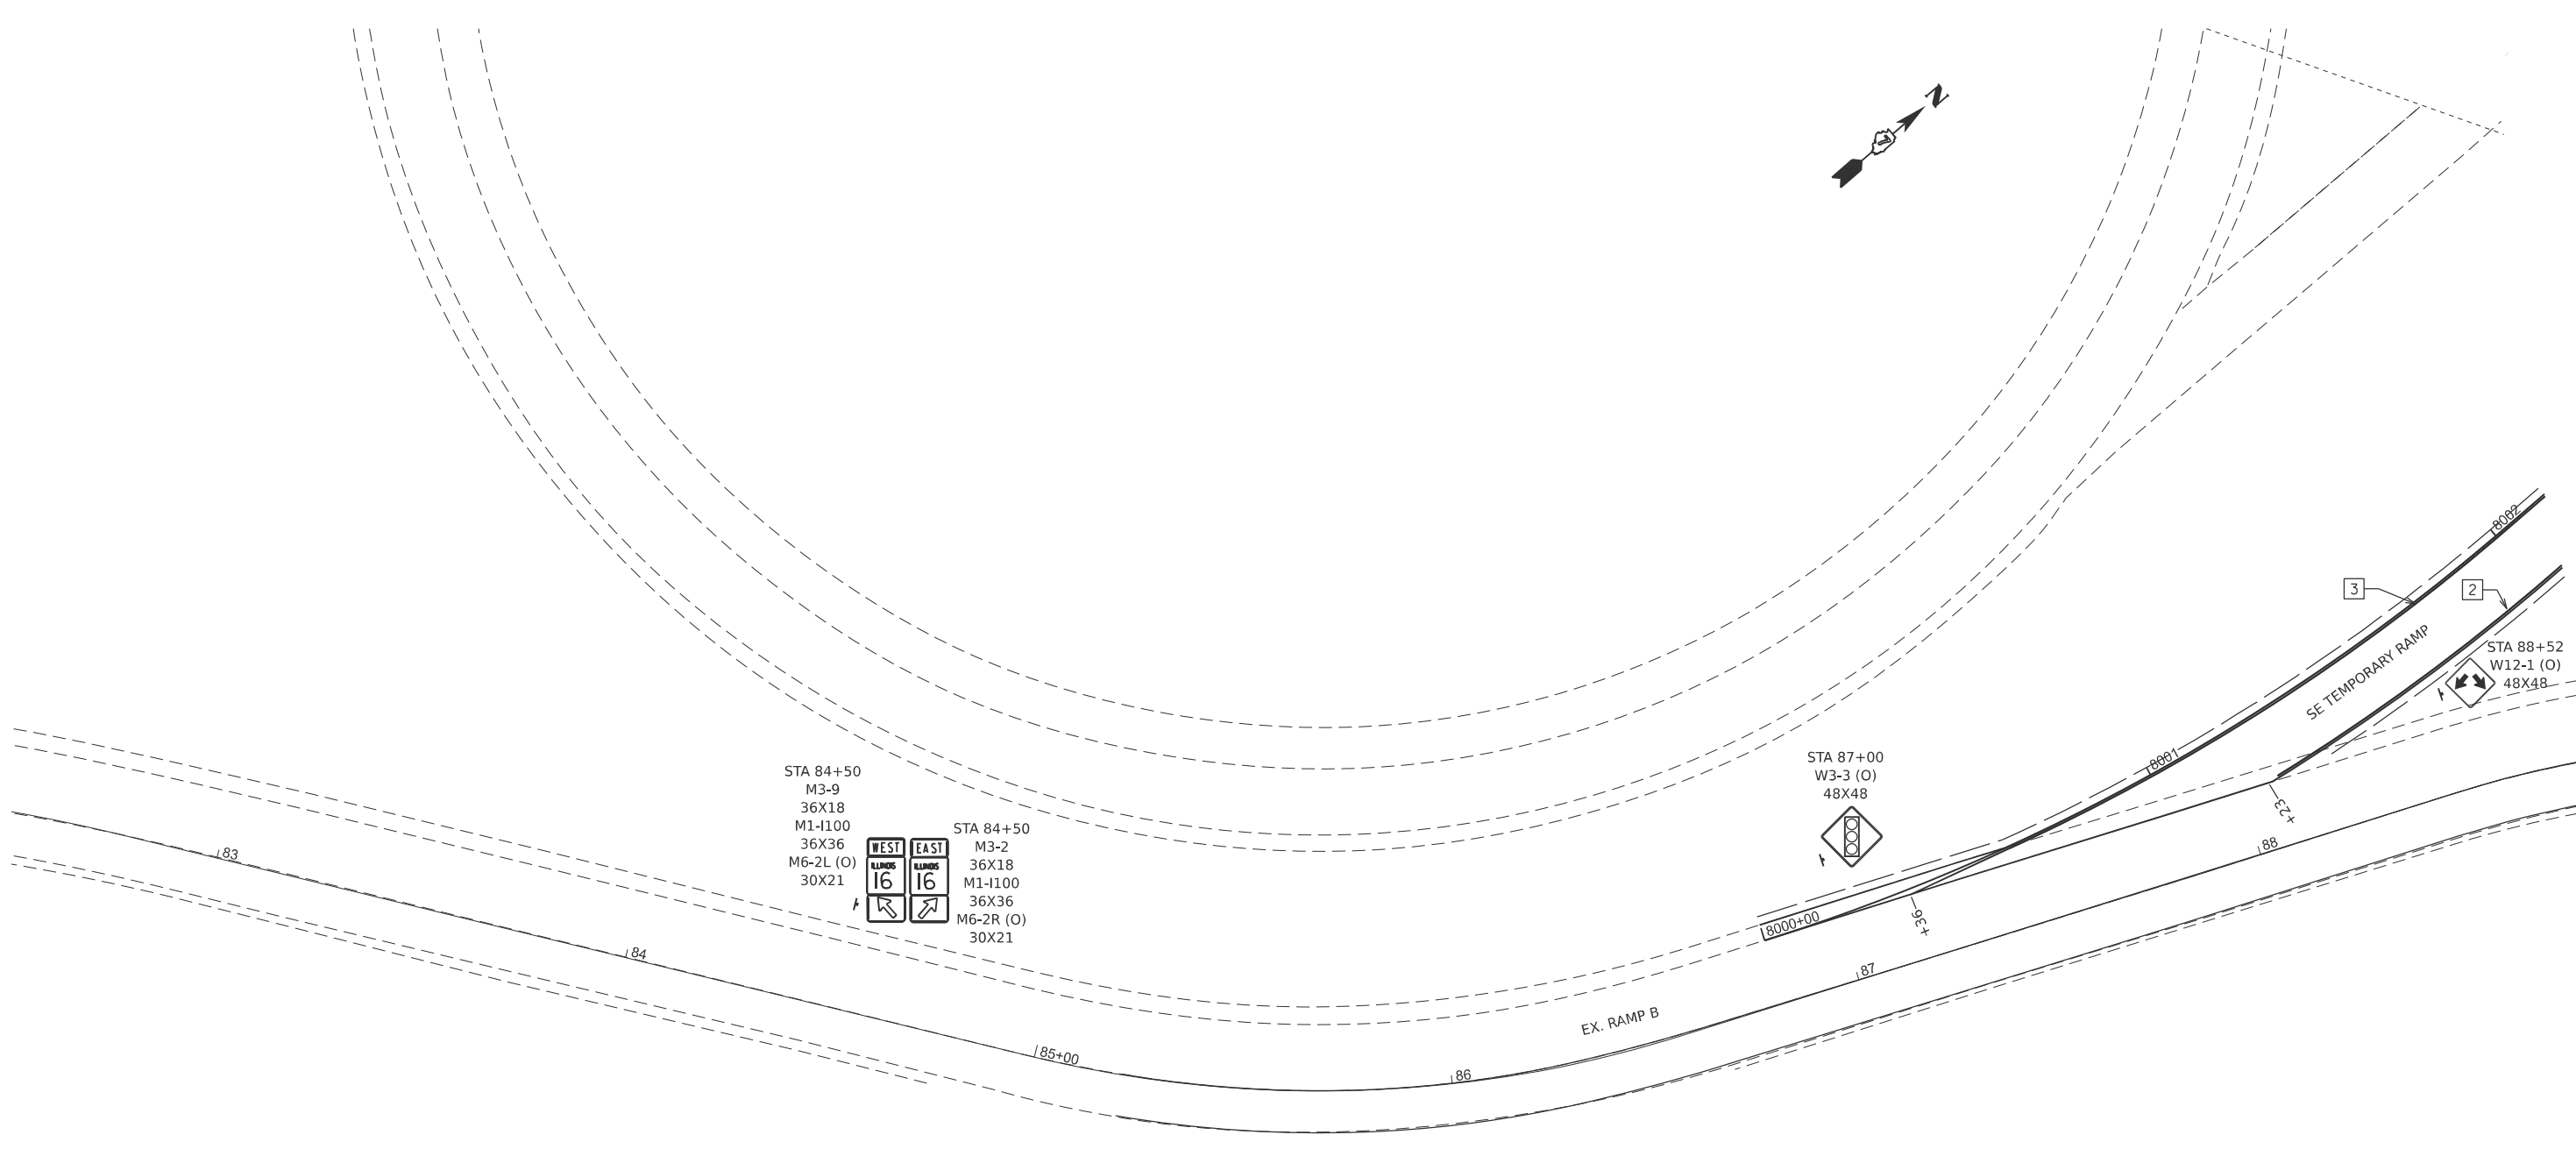 N
7
8002
3
2
SE TEMPORARY RAMP
STA 88+52
W12-1 (O)
48X48
8001
STA 87+00
W3-3 (O)
48X48
STA 84+50
M3-9
36X18
M1-I100
36X36
M6-2L (O)
30X21
WEST
ILLINOIS
16
EAST
ILLINOIS
16
STA 84+50
M3-2
36X18
M1-I100
36X36
M6-2R (O)
30X21
+23
8000+00
+36
83
84
85+00
86
87
88
EX. RAMP B